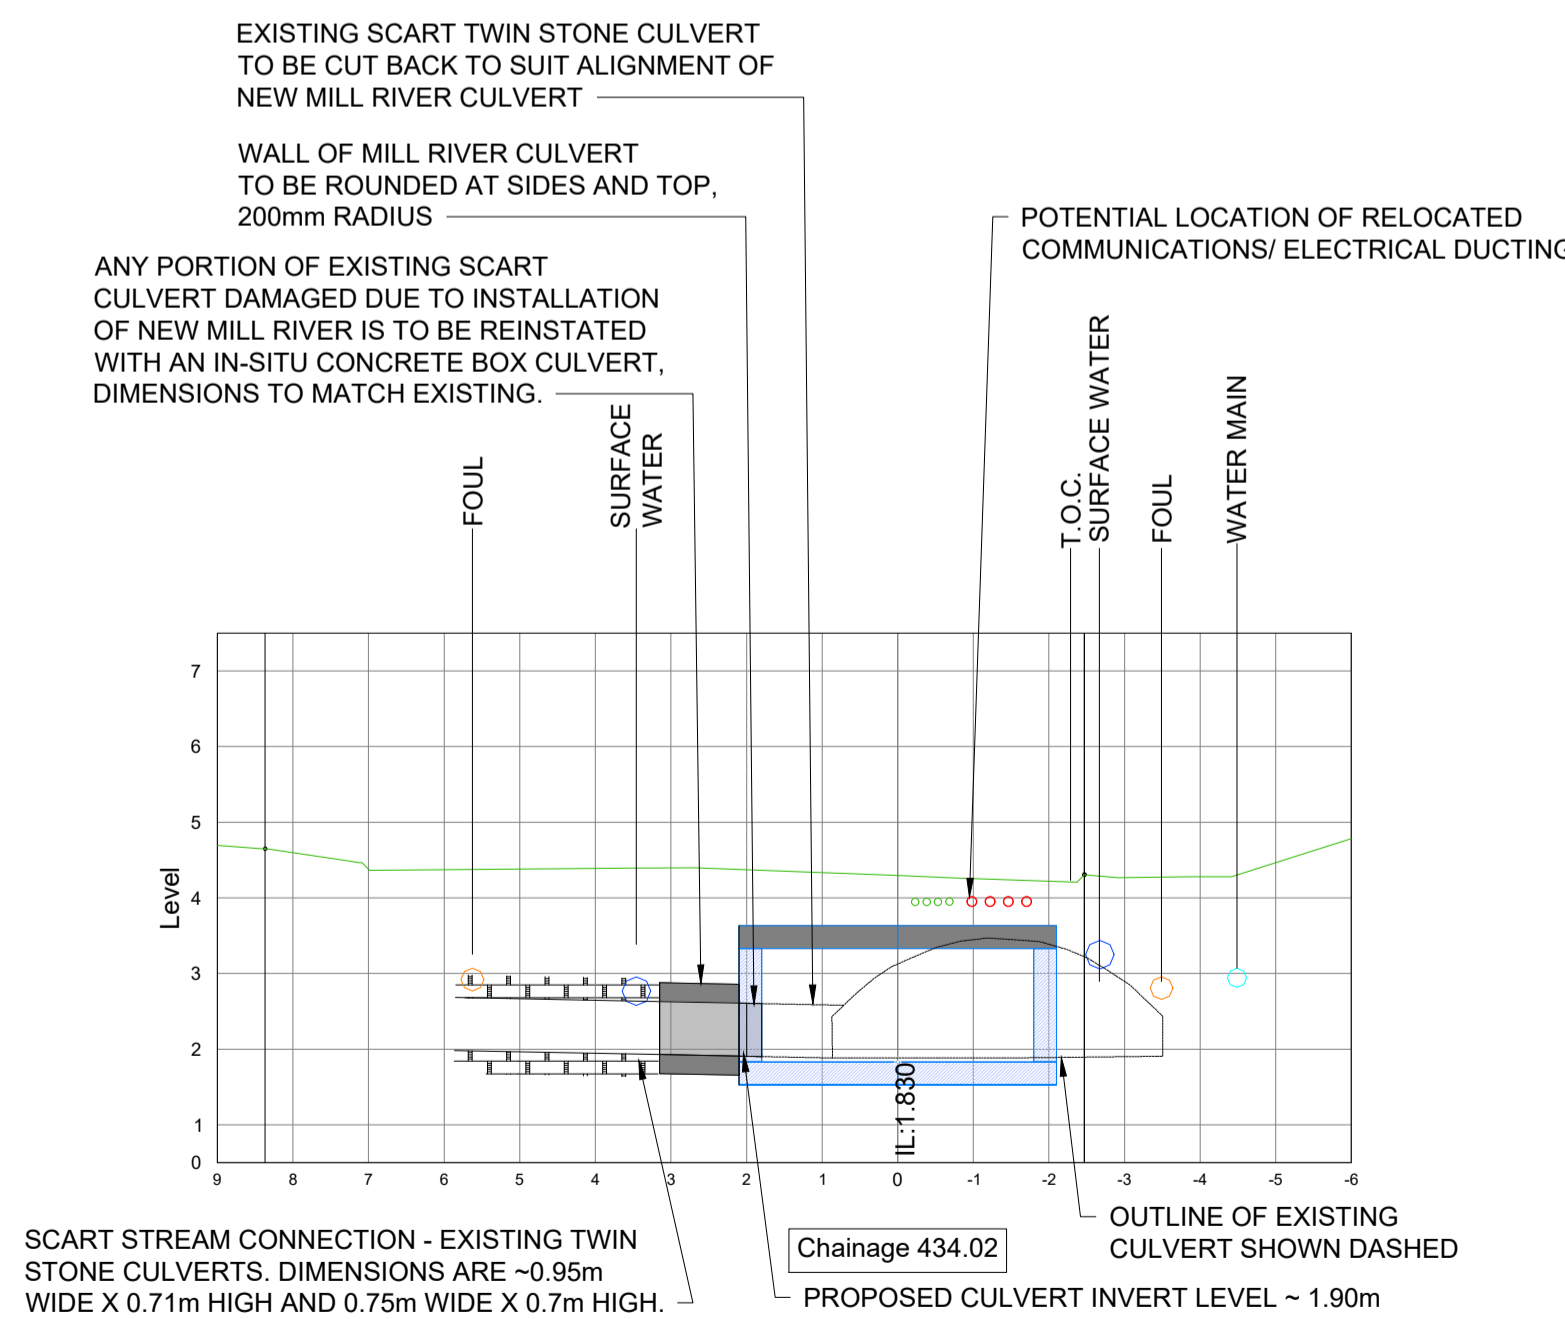 EXISTING SCART TWIN STONE CULVERT
TO BE CUT BACK TO SUIT ALIGNMENT OF
NEW MILL RIVER CULVERT
WALL OF MILL RIVER CULVERT
TO BE ROUNDED AT SIDES AND TOP,
200mm RADIUS
POTENTIAL LOCATION OF RELOCATED
COMMUNICATIONS/ ELECTRICAL DUCTING
ANY PORTION OF EXISTING SCART
CULVERT DAMAGED DUE TO INSTALLATION
OF NEW MILL RIVER IS TO BE REINSTATED
WITH AN IN-SITU CONCRETE BOX CULVERT,
DIMENSIONS TO MATCH EXISTING.
FOUL
SURFACE
WATER
T.O.C.
SURFACE WATER
FOUL
WATER MAIN
Level
7
6
5
4
3
2
1
0
IL:1.830
9 8 7 6 5 4 3 2 1 0 -1 -2 -3 -4 -5 -6
SCART STREAM CONNECTION - EXISTING TWIN
STONE CULVERTS. DIMENSIONS ARE ~0.95m
WIDE X 0.71m HIGH AND 0.75m WIDE X 0.7m HIGH.
Chainage 434.02
OUTLINE OF EXISTING
CULVERT SHOWN DASHED
PROPOSED CULVERT INVERT LEVEL ~ 1.90m